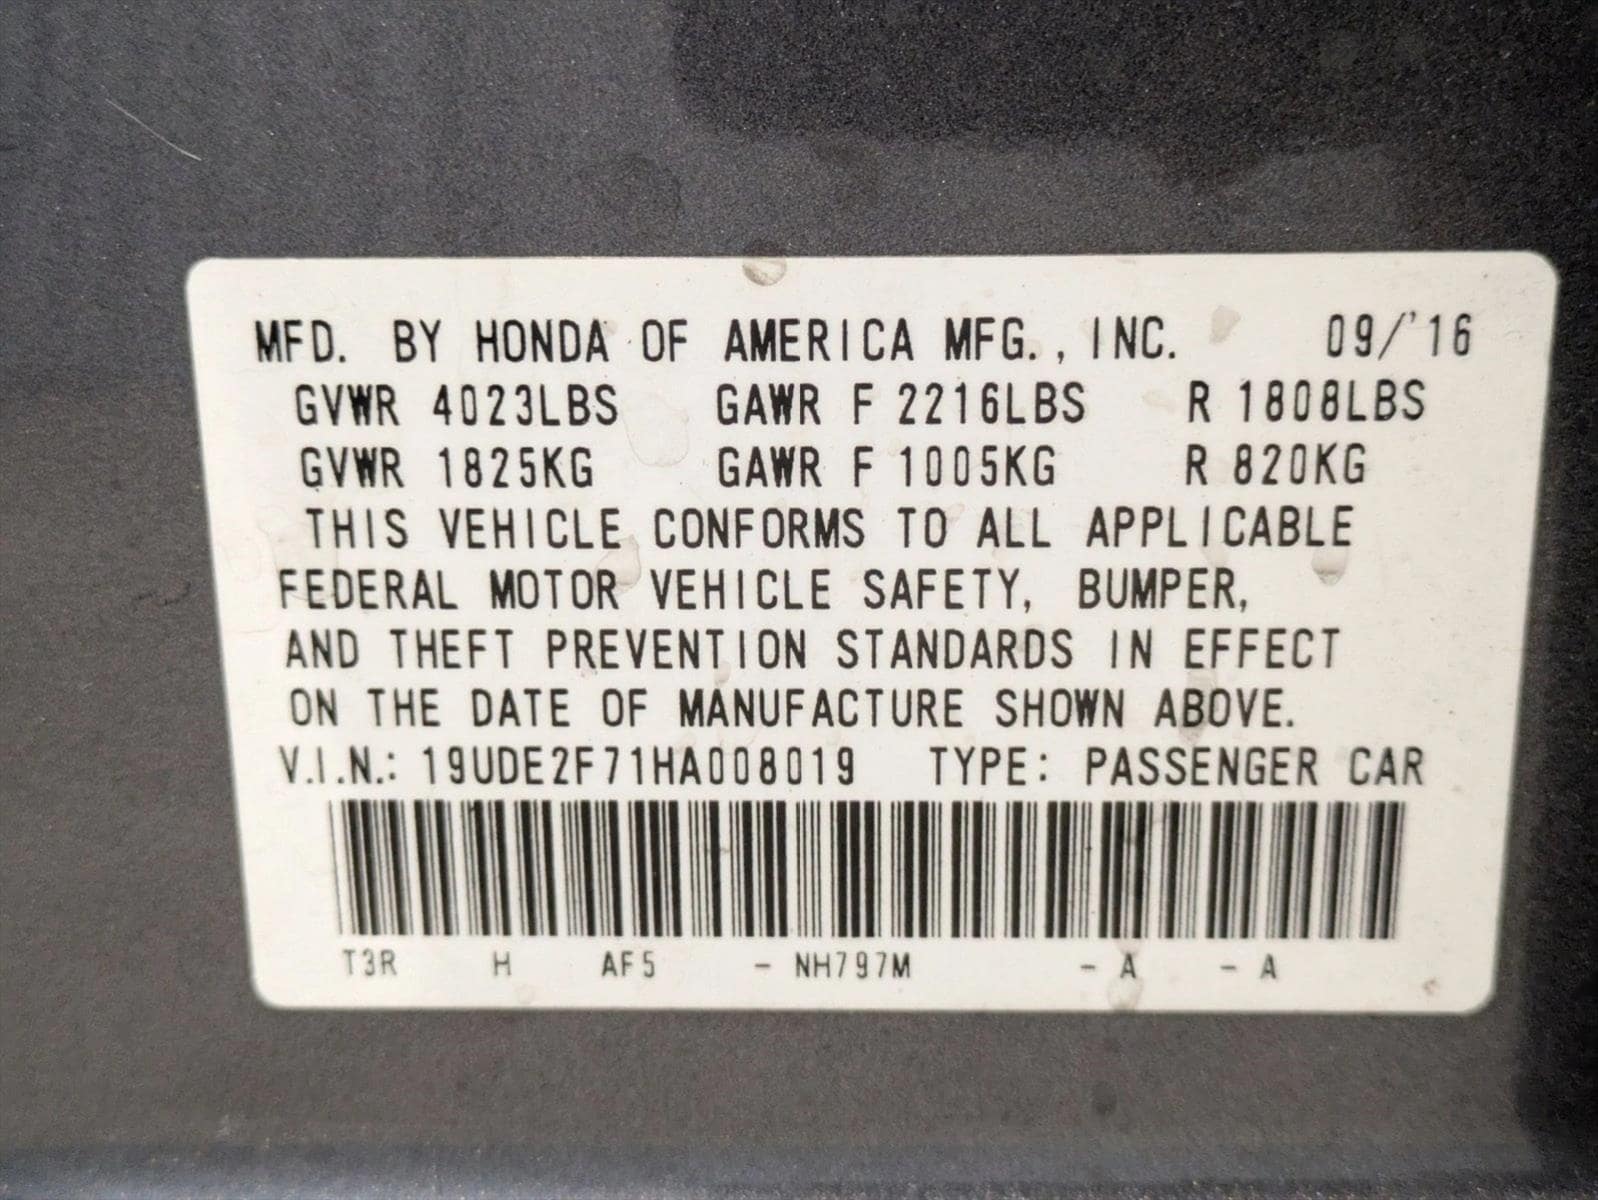 MFD. BY HONDA OF AMERICA MFG., INC. 09/'16
GVWR 4023LBS GAWR F 2216LBS R 1808LBS
GVWR 1825KG GAWR F 1005KG R 820KG
THIS VEHICLE CONFORMS TO ALL APPLICABLE
FEDERAL MOTOR VEHICLE SAFETY, BUMPER,
AND THEFT PREVENTION STANDARDS IN EFFECT
ON THE DATE OF MANUFACTURE SHOWN ABOVE.
V.I.N.: 19UDE2F71HA008019 TYPE: PASSENGER CAR
T3R H AF5 - NH797M - A - A